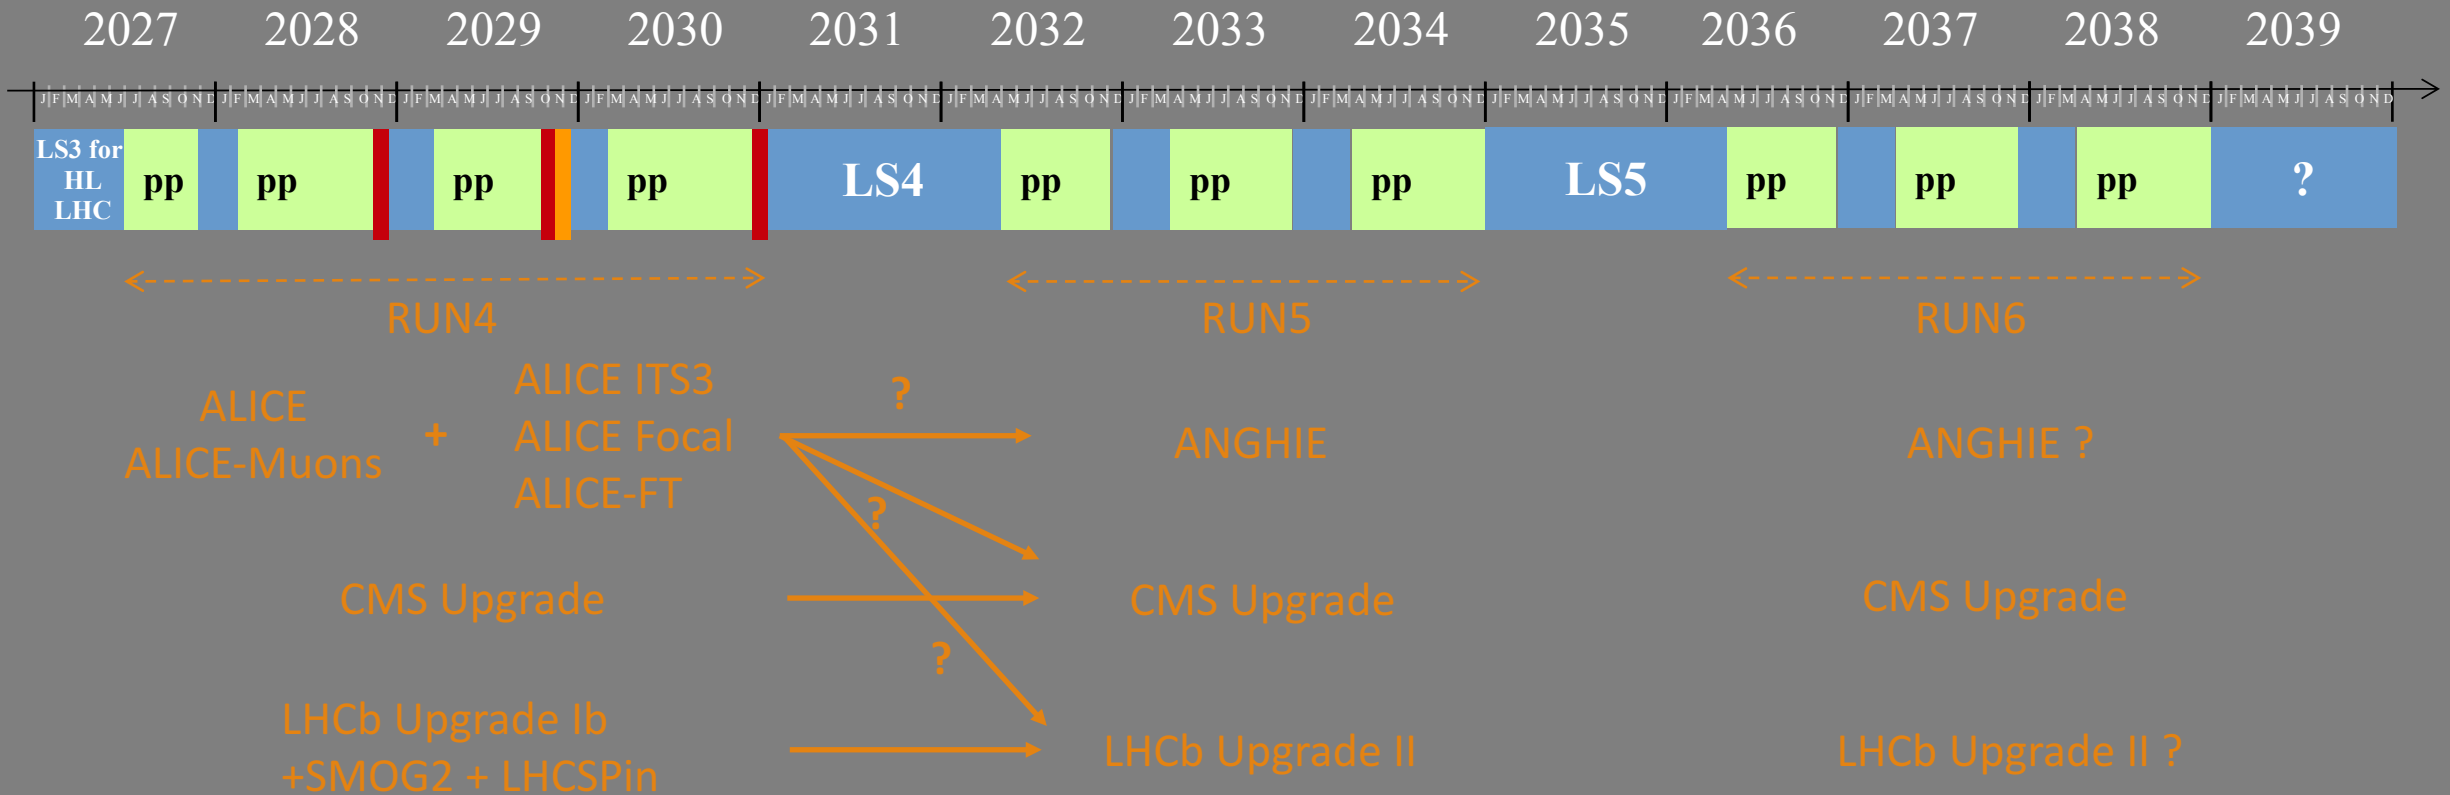 2027 2028 2029 2030 2031 2032 2033 2034 2035 2036 2037 2038 2039
J F M A M J J A S O N D J F M A M J J A S O N D J F M A M J J A S O N D J F M A M J J A S O N D J F M A M J J A S O N D J F M A M J J A S O N D J F M A M J J A S O N D J F M A M J J A S O N D J F M A M J J A S O N D J F M A M J J A S O N D J F M A M J J A S O N D J F M A M J J A S O N D J F M A M J J A S O N D
LS3 for
HL
LHC
pp pp pp pp LS4 pp pp pp LS5 pp pp pp ?
RUN4 RUN5 RUN6
ALICE
ALICE-Muons
+
ALICE ITS3
ALICE Focal
ALICE-FT
?
ANGHIE
ANGHIE ?
?
CMS Upgrade
CMS Upgrade
CMS Upgrade
?
LHCb Upgrade Ib
+SMOG2 + LHCSPin
LHCb Upgrade II
LHCb Upgrade II ?